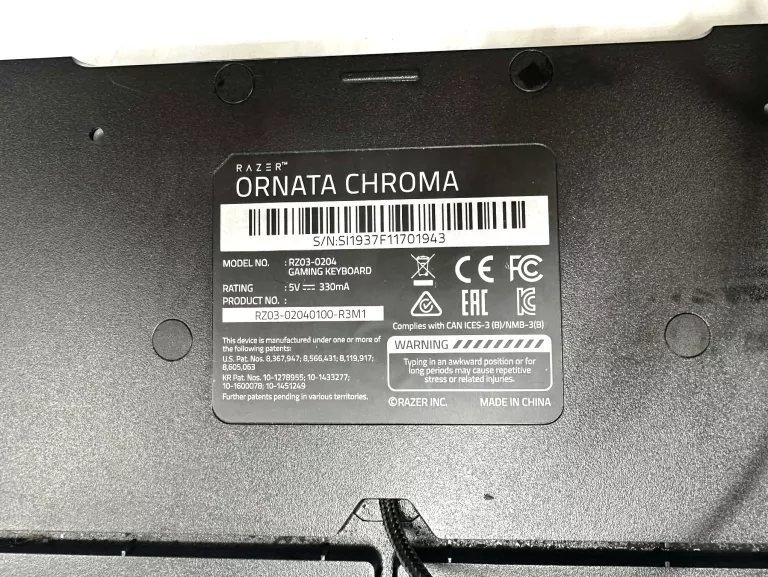 RAZER™
ORNATA CHROMA
S/N:SI1937F11701943
MODEL NO. : RZ03-0204
GAMING KEYBOARD
RATING : 5V ⎓ 330mA
PRODUCT NO. :
RZ03-02040100-R3M1
This device is manufactured under one or more of
the following patents:
U.S. Pat. Nos. 8,367,947; 8,566,431; 8,119,917;
8,605,063
KR Pat. Nos. 10-1278955; 10-1433277;
10-1600078; 10-1451249
Further patents pending in various territories.
CE FC
EAC KC
Complies with CAN ICES-3 (B)/NMB-3(B)
WARNING
Typing in an awkward position or for
long periods may cause repetitive
stress or related injuries.
©RAZER INC. MADE IN CHINA